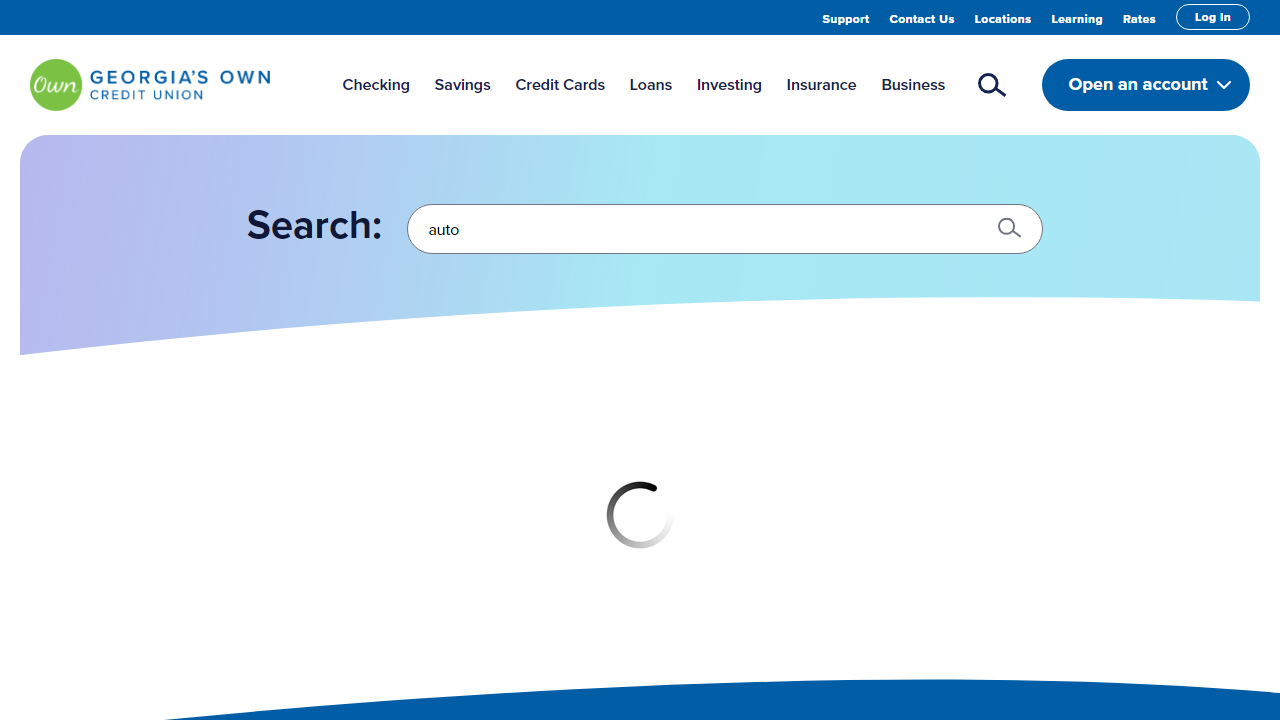 Support Contact Us Locations Learning Rates Log In
Own GEORGIA'S OWN
CREDIT UNION
Checking Savings Credit Cards Loans Investing Insurance Business Open an account
Search: auto